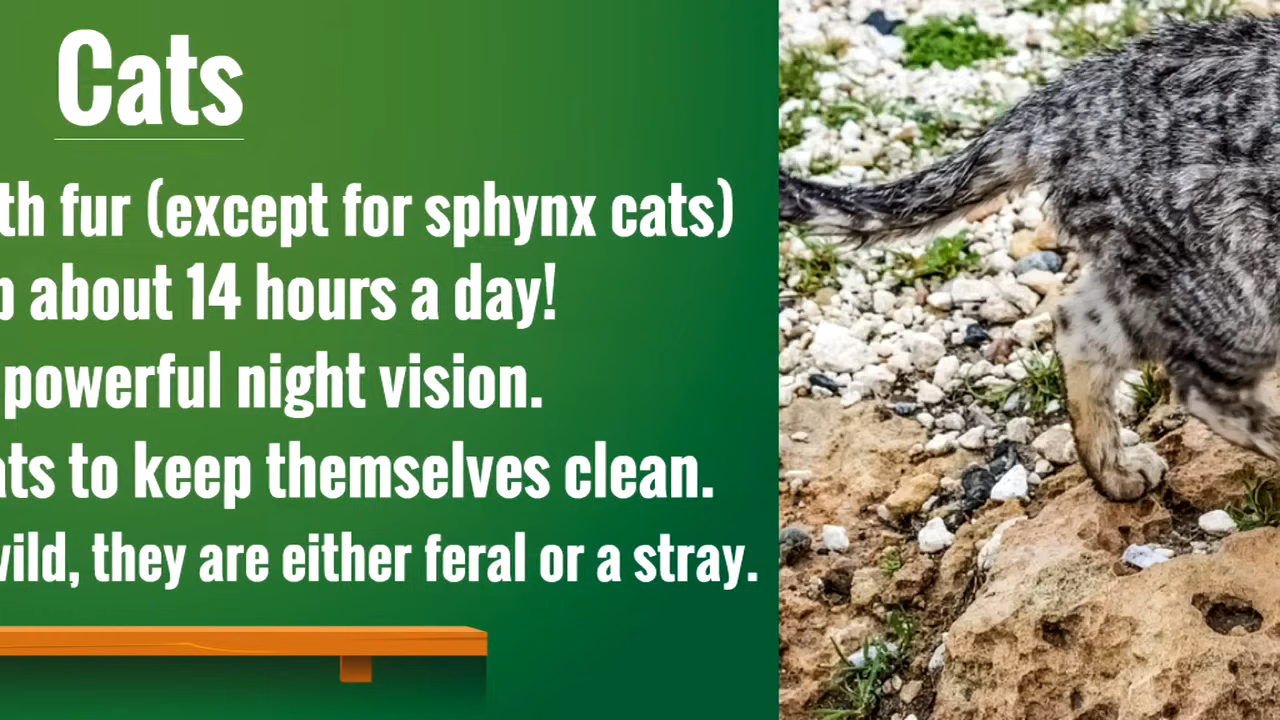 Cats
th fur (except for sphynx cats)
about 14 hours a day!
powerful night vision.
ats to keep themselves clean.
wild, they are either feral or a stray.